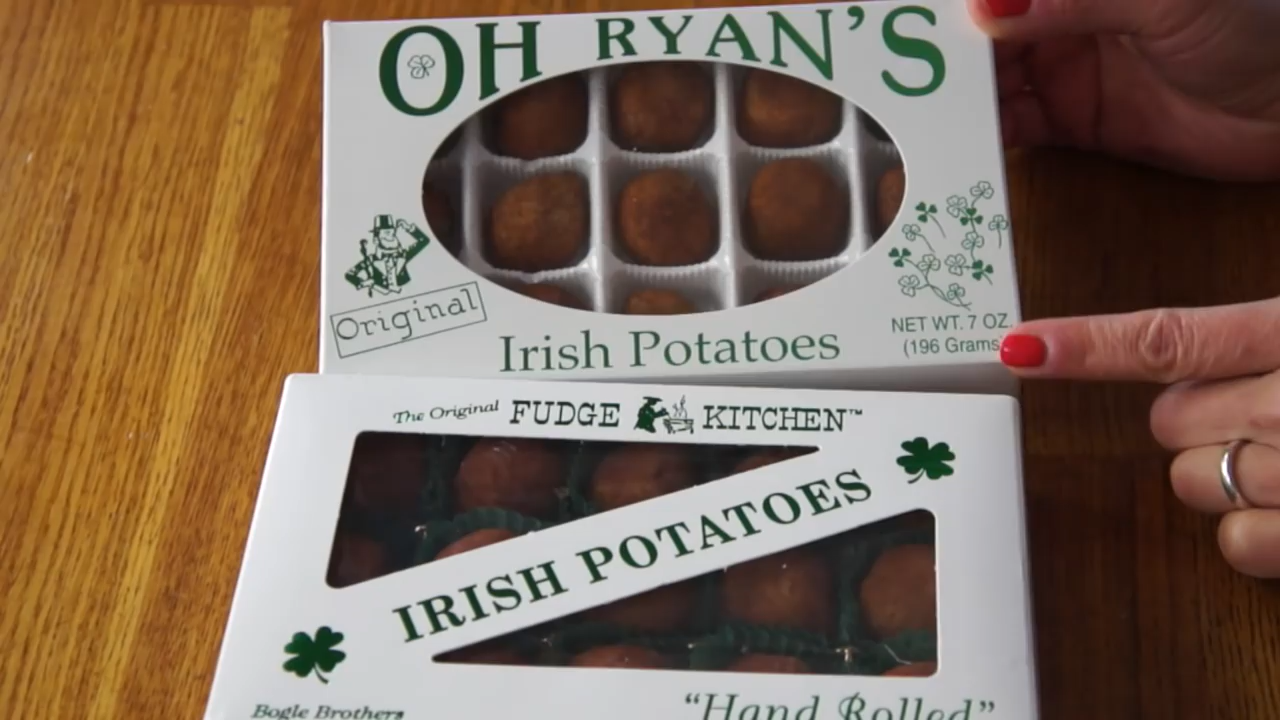 OH RYAN'S
Original
Irish Potatoes
NET WT. 7 OZ.
(196 Grams
The Original FUDGE KITCHEN™
IRISH POTATOES
Bogle Brothers
"Hand Rolled"